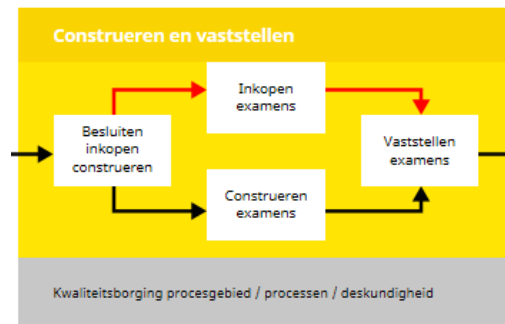 Construeren en vaststellen
Inkopen
examens
Besluiten
inkopen
construeren
Vaststellen
examens
Construeren
examens
Kwaliteitsborging procesgebied / processen / deskundigheid